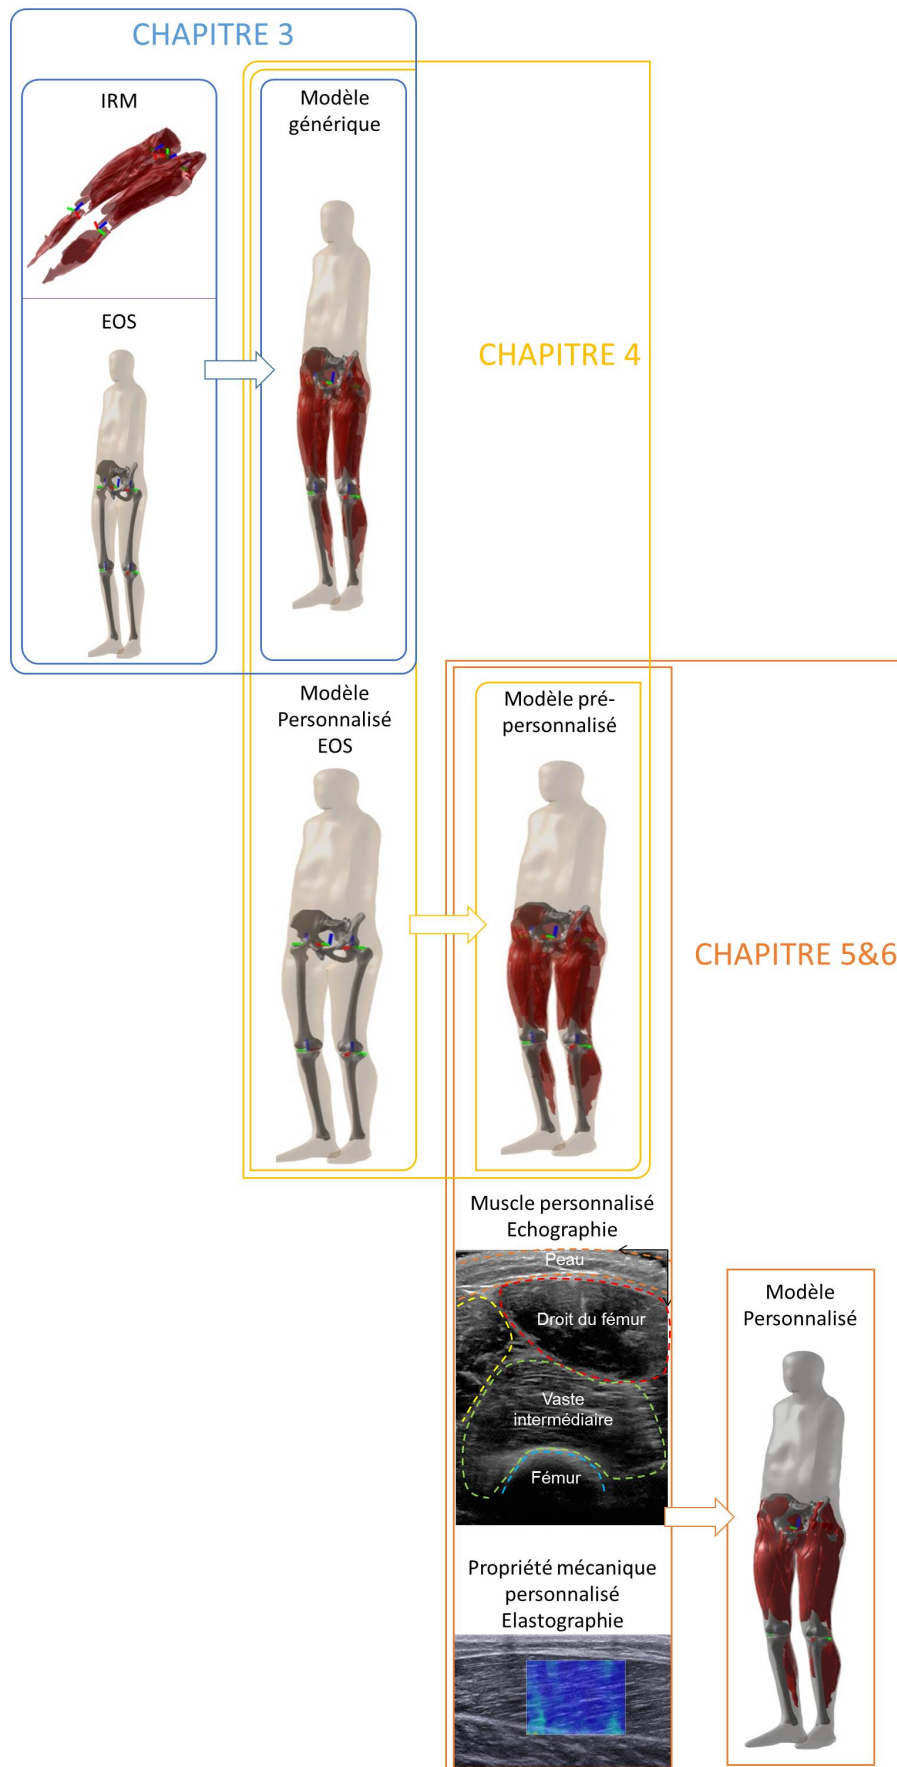 CHAPITRE 3
IRM
Modèle
générique
EOS
CHAPITRE 4
Modèle
Personnalisé
EOS
Modèle pré-
personnalisé
CHAPITRE 5&6
Muscle personnalisé
Echographie
Peau
Droit du fémur
Vaste
intermédiaire
Fémur
Modèle
Personnalisé
Propriété mécanique
personnalisé
Elastographie